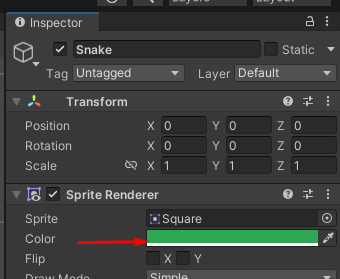 Layers Layout
Inspector
Snake Static
Tag Untagged Layer Default
Transform
Position X 0 Y 0 Z 0
Rotation X 0 Y 0 Z 0
Scale X 1 Y 1 Z 1
Sprite Renderer
Sprite Square
Color
Flip X Y
Draw Mode Simple